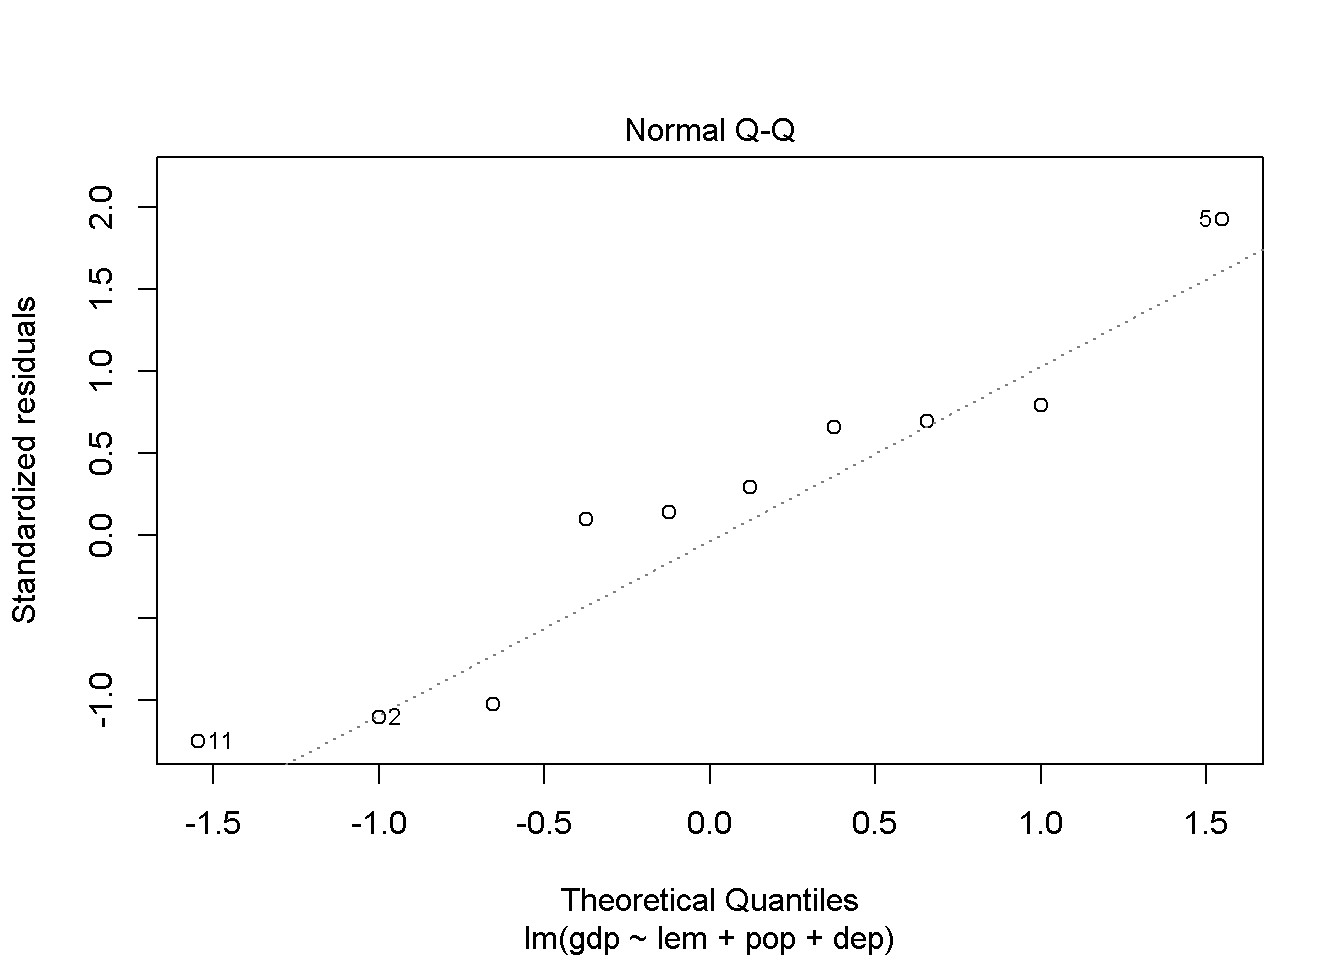 Normal Q-Q
Standardized residuals
2.0
1.5
1.0
0.5
0.0
-1.0
5
2
11
-1.5 -1.0 -0.5 0.0 0.5 1.0 1.5
Theoretical Quantiles
lm(gdp ~ lem + pop + dep)